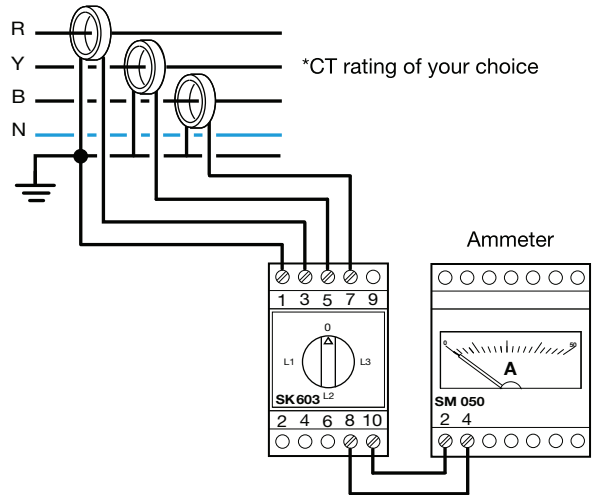 R
Y
*CT rating of your choice
B
N
Ammeter
1 3 5 7 9
0
L1 L3
L2
SK603
2 4 6 8 10
0 50
A
SM 050
2 4